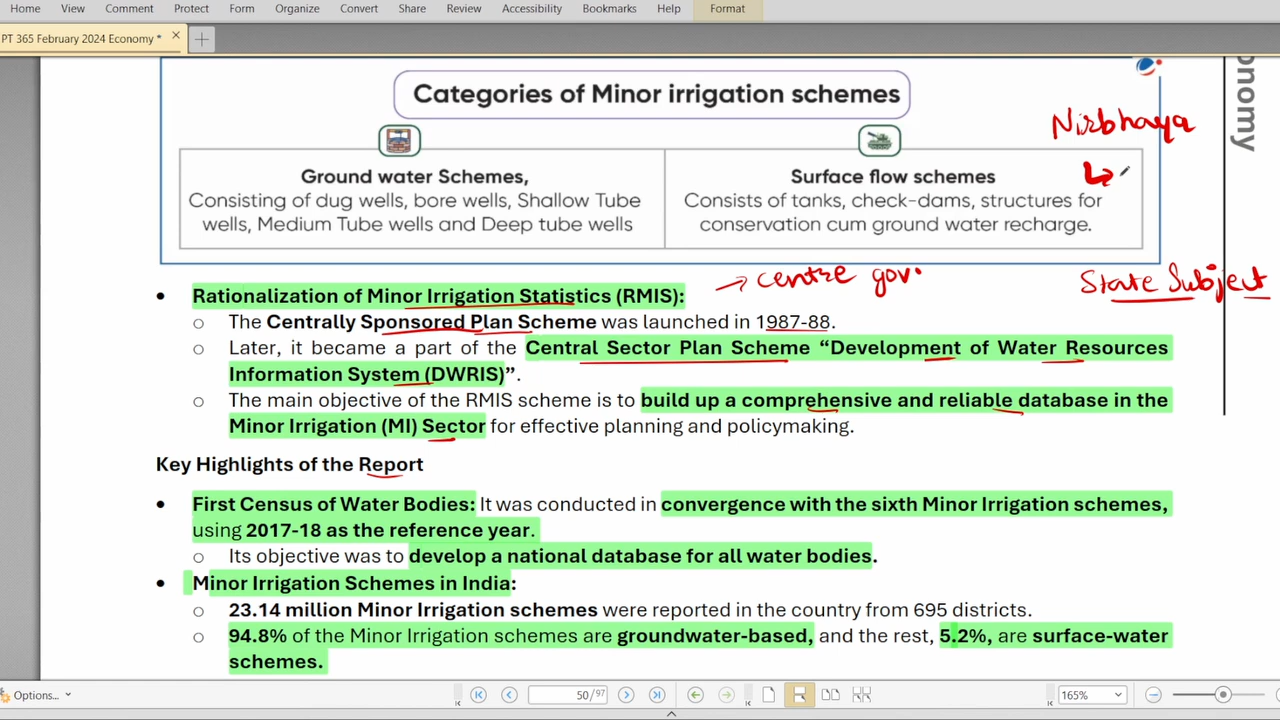 Home View Comment Protect Form Organize Convert Share Review Accessibility Bookmarks Help Format
PT 365 February 2024 Economy *
Categories of Minor irrigation schemes
onomy
Nirbhaya
Ground water Schemes,
Consisting of dug wells, bore wells, Shallow Tube
wells, Medium Tube wells and Deep tube wells
Surface flow schemes
Consists of tanks, check-dams, structures for
conservation cum ground water recharge.
→ centre gov.
State Subject
• Rationalization of Minor Irrigation Statistics (RMIS):
o The Centrally Sponsored Plan Scheme was launched in 1987-88.
o Later, it became a part of the Central Sector Plan Scheme “Development of Water Resources
Information System (DWRIS)”.
o The main objective of the RMIS scheme is to build up a comprehensive and reliable database in the
Minor Irrigation (MI) Sector for effective planning and policymaking.
Key Highlights of the Report
• First Census of Water Bodies: It was conducted in convergence with the sixth Minor Irrigation schemes,
using 2017-18 as the reference year.
o Its objective was to develop a national database for all water bodies.
• Minor Irrigation Schemes in India:
o 23.14 million Minor Irrigation schemes were reported in the country from 695 districts.
o 94.8% of the Minor Irrigation schemes are groundwater-based, and the rest, 5.2%, are surface-water
schemes.
Options... 50/97 165%